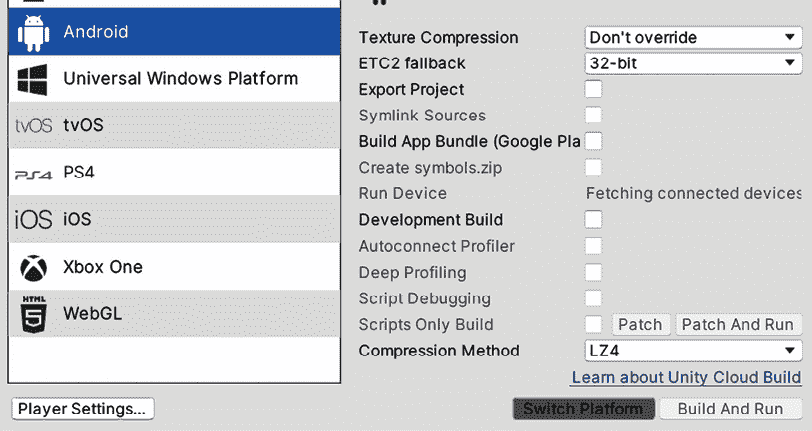 Android
Universal Windows Platform
tvOS tvOS
PS4 PS4
iOS iOS
Xbox One
HTML 5 WebGL
Player Settings...
Texture Compression Don't override
ETC2 fallback 32-bit
Export Project
Symlink Sources
Build App Bundle (Google Pla
Create symbols.zip
Run Device Fetching connected devices
Development Build
Autoconnect Profiler
Deep Profiling
Script Debugging
Scripts Only Build Patch Patch And Run
Compression Method LZ4
Learn about Unity Cloud Build
Switch Platform Build And Run